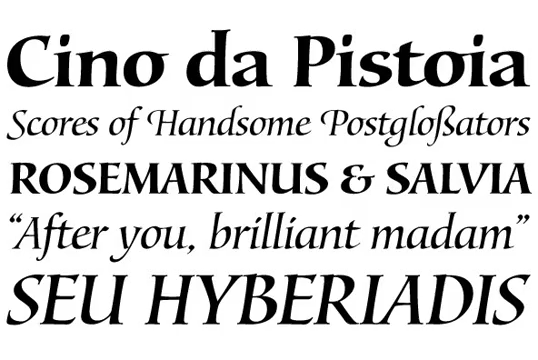 Cino da Pistoia
Scores of Handsome Postgloßators
ROSEMARINUS & SALVIA
“After you, brilliant madam”
SEU HYBERIADIS